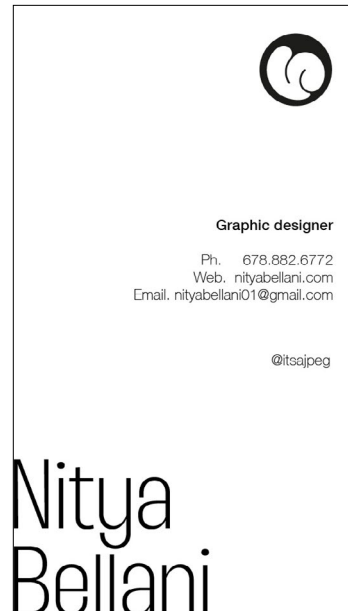 Graphic designer
Ph. 678.882.6772
Web. nityabellani.com
Email. nityabellani01@gmail.com
@itsajpeg
Nitya
Bellani